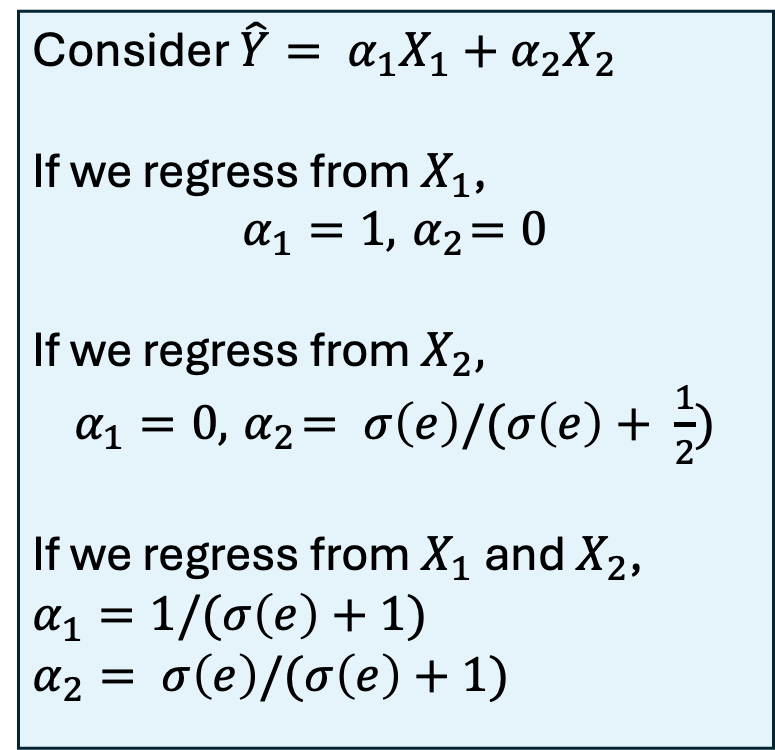 Consider Ŷ = α₁X₁ + α₂X₂
If we regress from X₁,
α₁ = 1, α₂= 0
If we regress from X₂,
α₁ = 0, α₂= σ(e)/(σ(e) + ½)
If we regress from X₁ and X₂,
α₁ = 1/(σ(e) + 1)
α₂ = σ(e)/(σ(e) + 1)